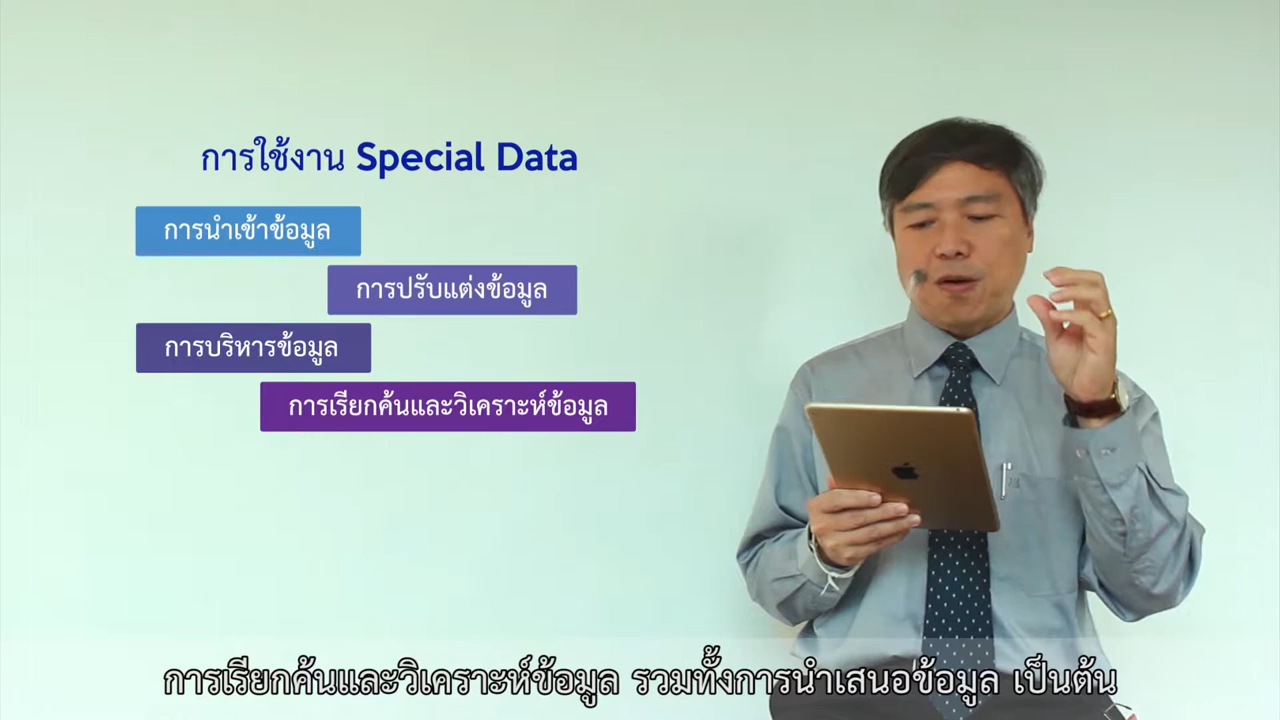 การใช้งาน Special Data
การนำเข้าข้อมูล
การปรับแต่งข้อมูล
การบริหารข้อมูล
การเรียกค้นและวิเคราะห์ข้อมูล
การเรียกค้นและวิเคราะห์ข้อมูล รวมทั้งการนำเสนอข้อมูล เป็นต้น